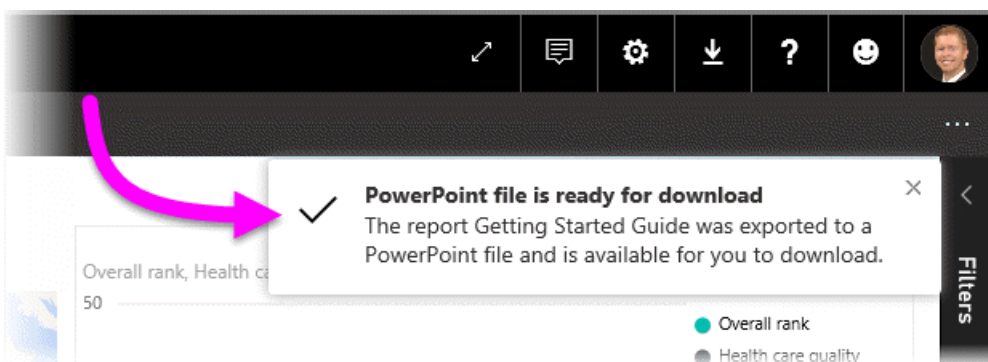 PowerPoint file is ready for download
The report Getting Started Guide was exported to a
PowerPoint file and is available for you to download.
Overall rank, Health ca
50
Overall rank
Health care quality
Filters